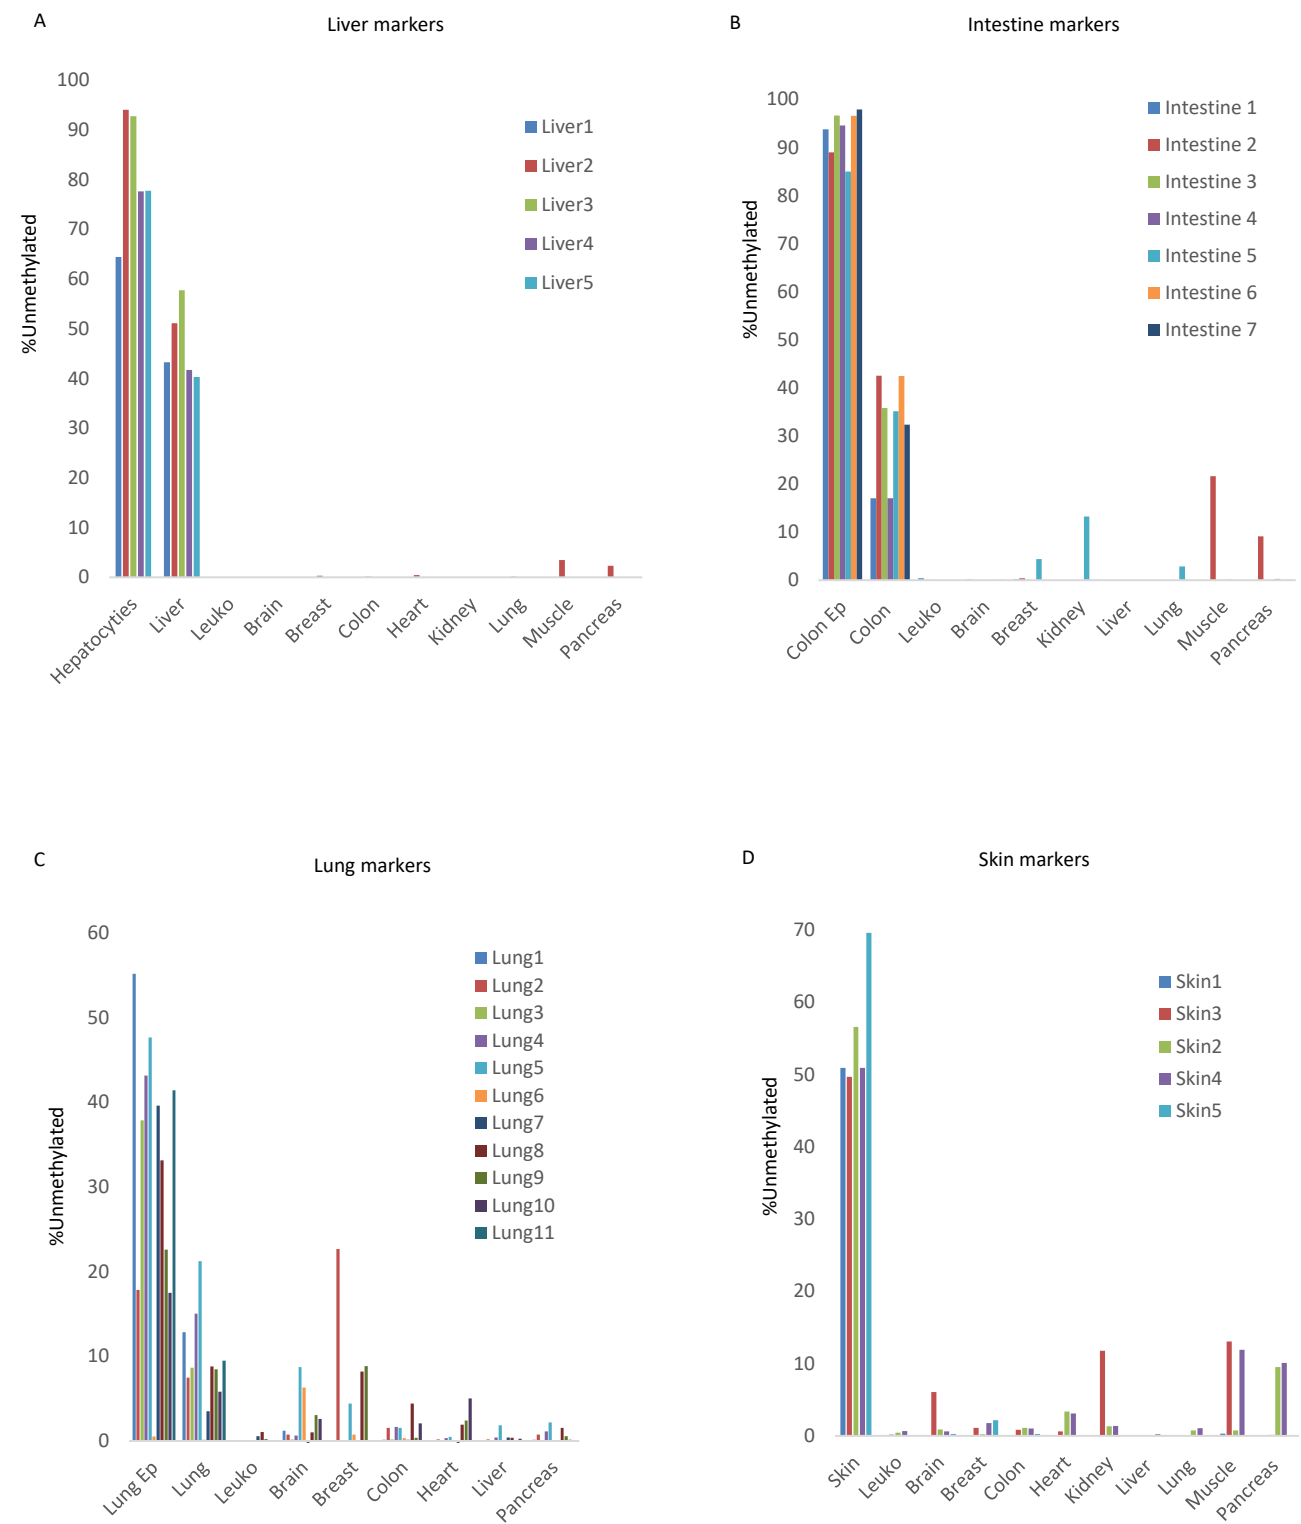 A
Liver markers
100
90
80
70
60
50
40
30
20
10
0
%Unmethylated
Liver1
Liver2
Liver3
Liver4
Liver5
Hepatocyties
Liver
Leuko
Brain
Breast
Colon
Heart
Kidney
Lung
Muscle
Pancreas
B
Intestine markers
100
90
80
70
60
50
40
30
20
10
0
%Unmethylated
Intestine 1
Intestine 2
Intestine 3
Intestine 4
Intestine 5
Intestine 6
Intestine 7
Colon Ep
Colon
Leuko
Brain
Breast
Kidney
Liver
Lung
Muscle
Pancreas
C
Lung markers
60
50
40
30
20
10
0
%Unmethylated
Lung1
Lung2
Lung3
Lung4
Lung5
Lung6
Lung7
Lung8
Lung9
Lung10
Lung11
Lung Ep
Lung
Leuko
Brain
Breast
Colon
Heart
Liver
Pancreas
D
Skin markers
70
60
50
40
30
20
10
0
%Unmethylated
Skin1
Skin3
Skin2
Skin4
Skin5
Skin
Leuko
Brain
Breast
Colon
Heart
Kidney
Liver
Lung
Muscle
Pancreas